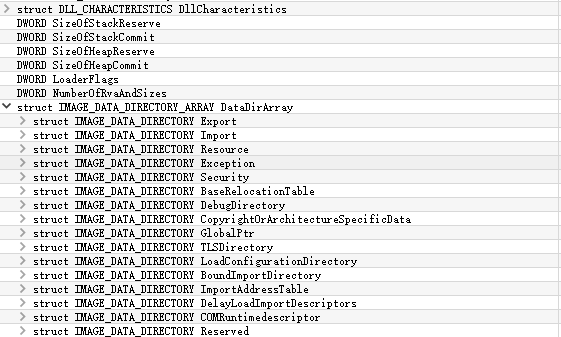 struct DLL_CHARACTERISTICS DllCharacteristics
DWORD SizeOfStackReserve
DWORD SizeOfStackCommit
DWORD SizeOfHeapReserve
DWORD SizeOfHeapCommit
DWORD LoaderFlags
DWORD NumberOfRvaAndSizes
struct IMAGE_DATA_DIRECTORY_ARRAY DataDirArray
struct IMAGE_DATA_DIRECTORY Export
struct IMAGE_DATA_DIRECTORY Import
struct IMAGE_DATA_DIRECTORY Resource
struct IMAGE_DATA_DIRECTORY Exception
struct IMAGE_DATA_DIRECTORY Security
struct IMAGE_DATA_DIRECTORY BaseRelocationTable
struct IMAGE_DATA_DIRECTORY DebugDirectory
struct IMAGE_DATA_DIRECTORY CopyrightOrArchitectureSpecificData
struct IMAGE_DATA_DIRECTORY GlobalPtr
struct IMAGE_DATA_DIRECTORY TLSDirectory
struct IMAGE_DATA_DIRECTORY LoadConfigurationDirectory
struct IMAGE_DATA_DIRECTORY BoundImportDirectory
struct IMAGE_DATA_DIRECTORY ImportAddressTable
struct IMAGE_DATA_DIRECTORY DelayLoadImportDescriptors
struct IMAGE_DATA_DIRECTORY COMRuntimedescriptor
struct IMAGE_DATA_DIRECTORY Reserved